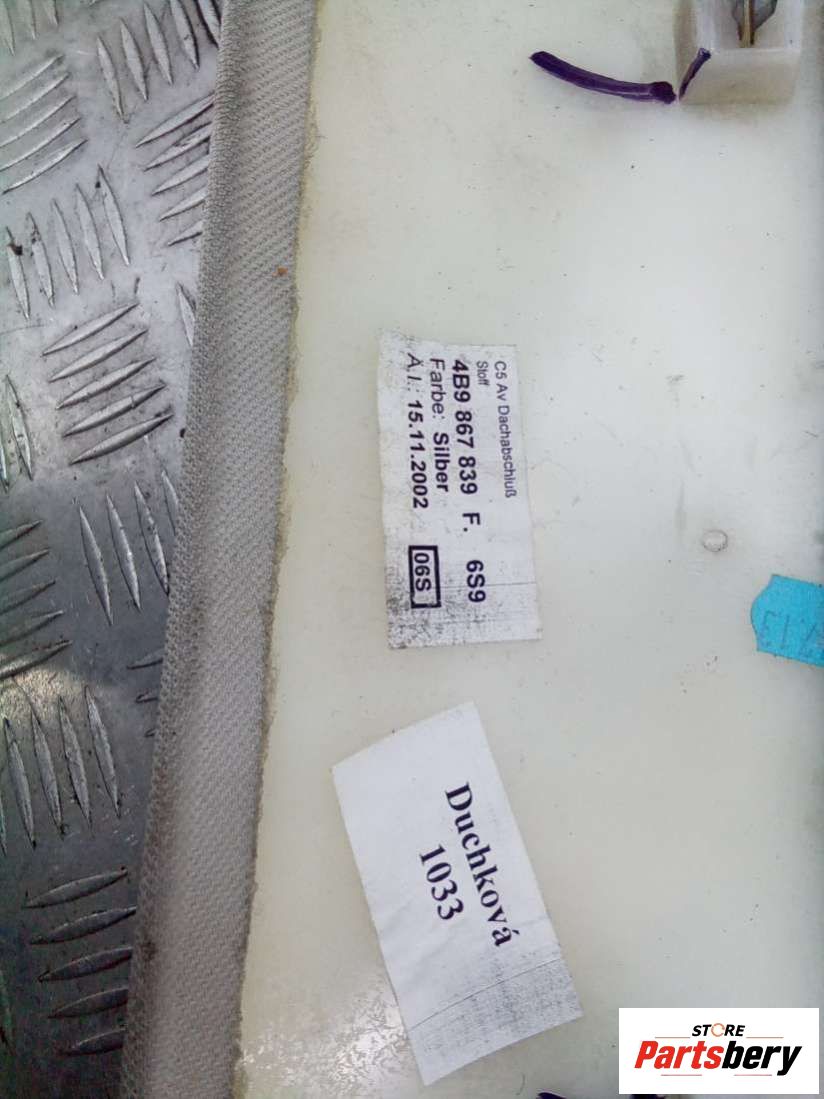 C5 Av Dachabschluß
Stoff
4B9 867 839 F. 6S9
Farbe: Silber
Ä.I.: 15.11.2002 06S
Duchková
1033
STORE
Partsbery